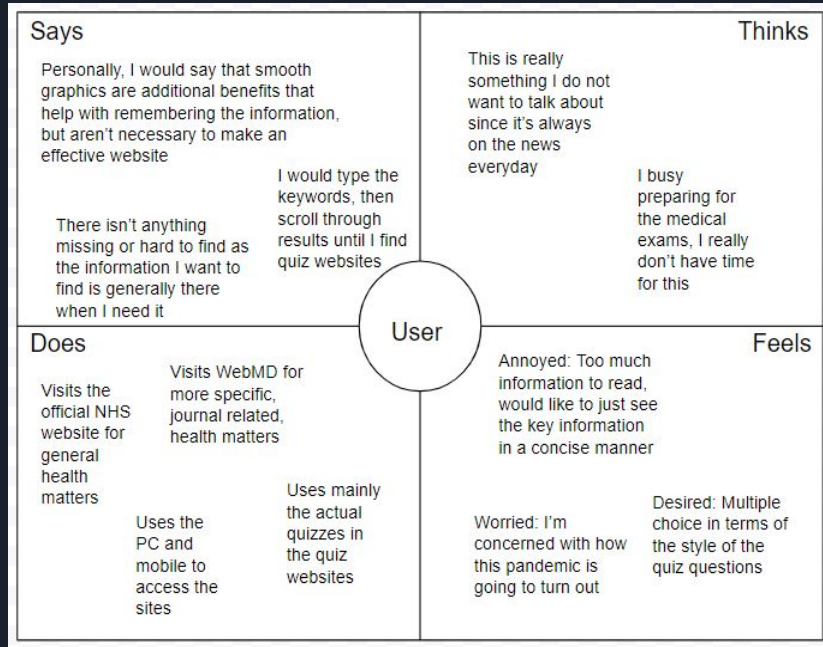 Says
Personally, I would say that smooth
graphics are additional benefits that
help with remembering the information,
but aren't necessary to make an
effective website
I would type the
keywords, then
scroll through
results until I find
quiz websites
There isn't anything
missing or hard to find as
the information I want to
find is generally there
when I need it
Thinks
This is really
something I do not
want to talk about
since it's always
on the news
everyday
I busy
preparing for
the medical
exams, I really
don't have time
for this
User
Does
Visits the
official NHS
website for
general
health
matters
Visits WebMD for
more specific,
journal related,
health matters
Uses the
PC and
mobile to
access the
sites
Uses mainly
the actual
quizzes in
the quiz
websites
Feels
Annoyed: Too much
information to read,
would like to just see
the key information
in a concise manner
Worried: I'm
concerned with how
this pandemic is
going to turn out
Desired: Multiple
choice in terms of
the style of the
quiz questions